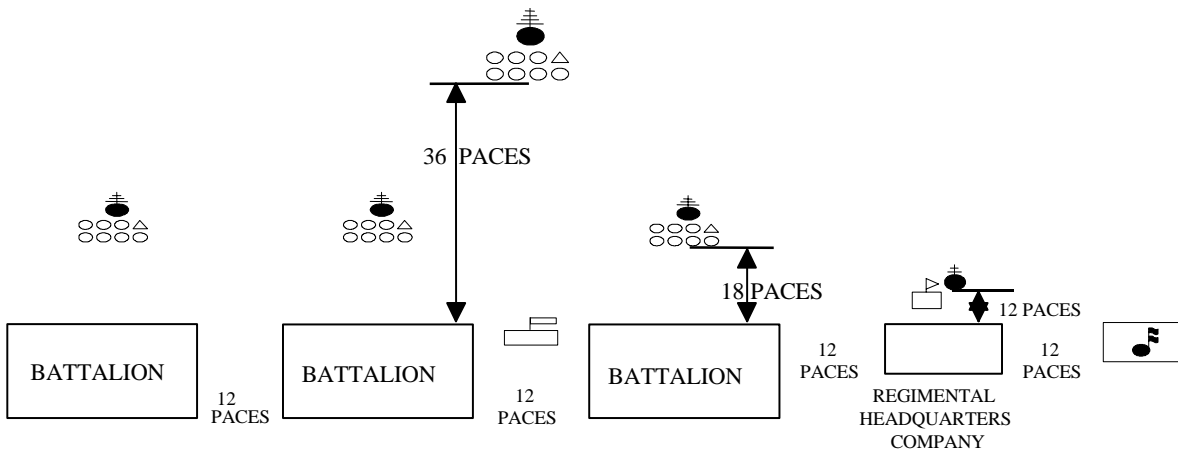 36 PACES
18 PACES
12 PACES
BATTALION
12
PACES
BATTALION
12
PACES
BATTALION
12
PACES
REGIMENTAL
HEADQUARTERS
COMPANY
12
PACES